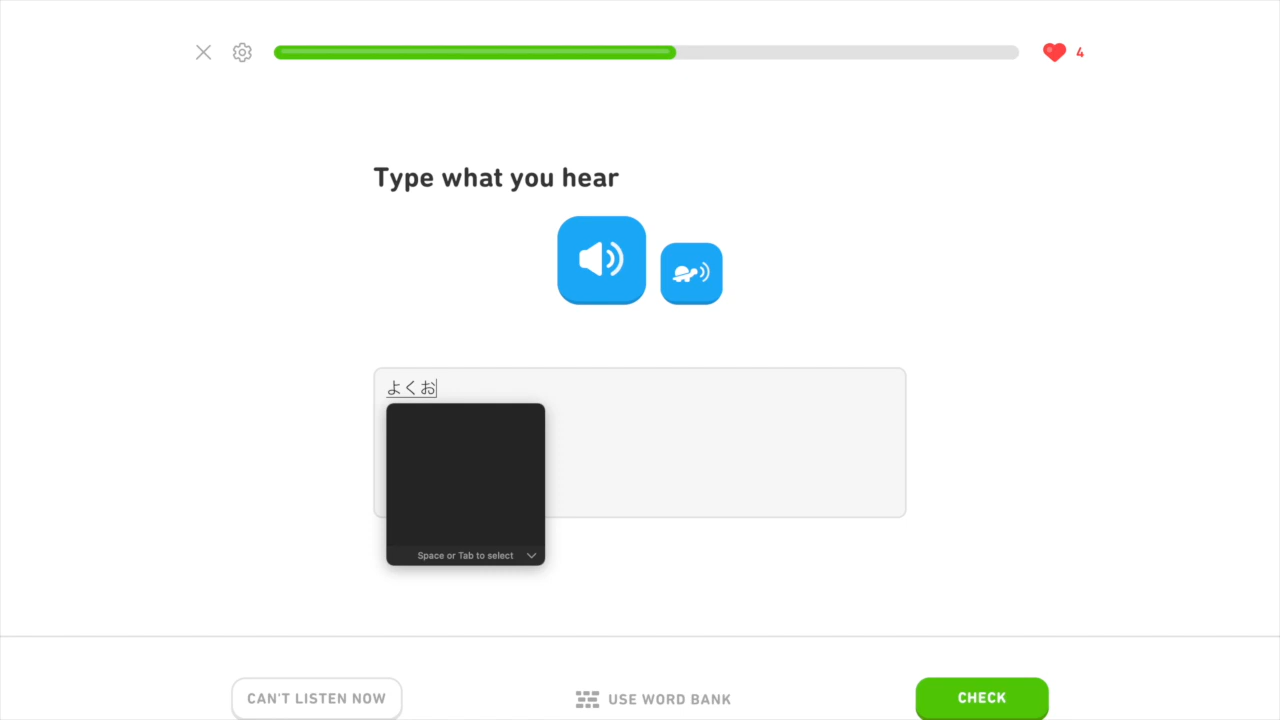 4
Type what you hear
よくお
Space or Tab to select
CAN'T LISTEN NOW
USE WORD BANK
CHECK